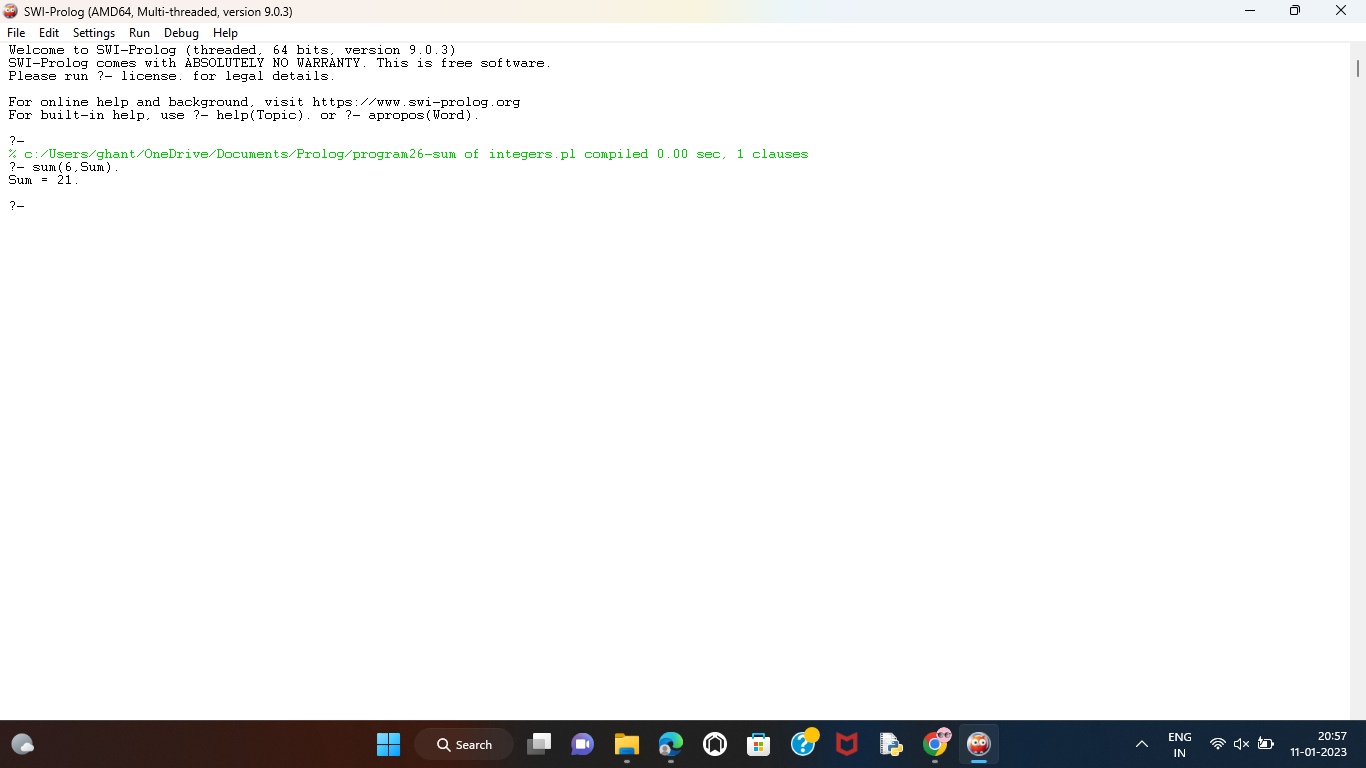 SWI-Prolog (AMD64, Multi-threaded, version 9.0.3)
File Edit Settings Run Debug Help
Welcome to SWI-Prolog (threaded, 64 bits, version 9.0.3)
SWI-Prolog comes with ABSOLUTELY NO WARRANTY. This is free software.
Please run ?- license. for legal details.
For online help and background, visit https://www.swi-prolog.org
For built-in help, use ?- help(Topic). or ?- apropos(Word).
?-
% c:/Users/ghant/OneDrive/Documents/Prolog/program26-sum of integers.pl compiled 0.00 sec, 1 clauses
?- sum(6,Sum).
Sum = 21.
?-
Search
ENG
IN
20:57
11-01-2023